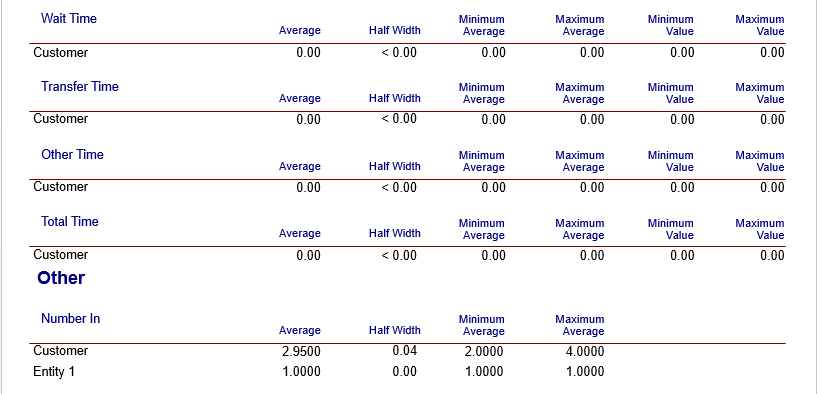 Wait Time Average Half Width Minimum Average Maximum Average Minimum Value Maximum Value
Customer 0.00 < 0.00 0.00 0.00 0.00 0.00
Transfer Time Average Half Width Minimum Average Maximum Average Minimum Value Maximum Value
Customer 0.00 < 0.00 0.00 0.00 0.00 0.00
Other Time Average Half Width Minimum Average Maximum Average Minimum Value Maximum Value
Customer 0.00 < 0.00 0.00 0.00 0.00 0.00
Total Time Average Half Width Minimum Average Maximum Average Minimum Value Maximum Value
Customer 0.00 < 0.00 0.00 0.00 0.00 0.00
Other
Number In Average Half Width Minimum Average Maximum Average
Customer 2.9500 0.04 2.0000 4.0000
Entity 1 1.0000 0.00 1.0000 1.0000